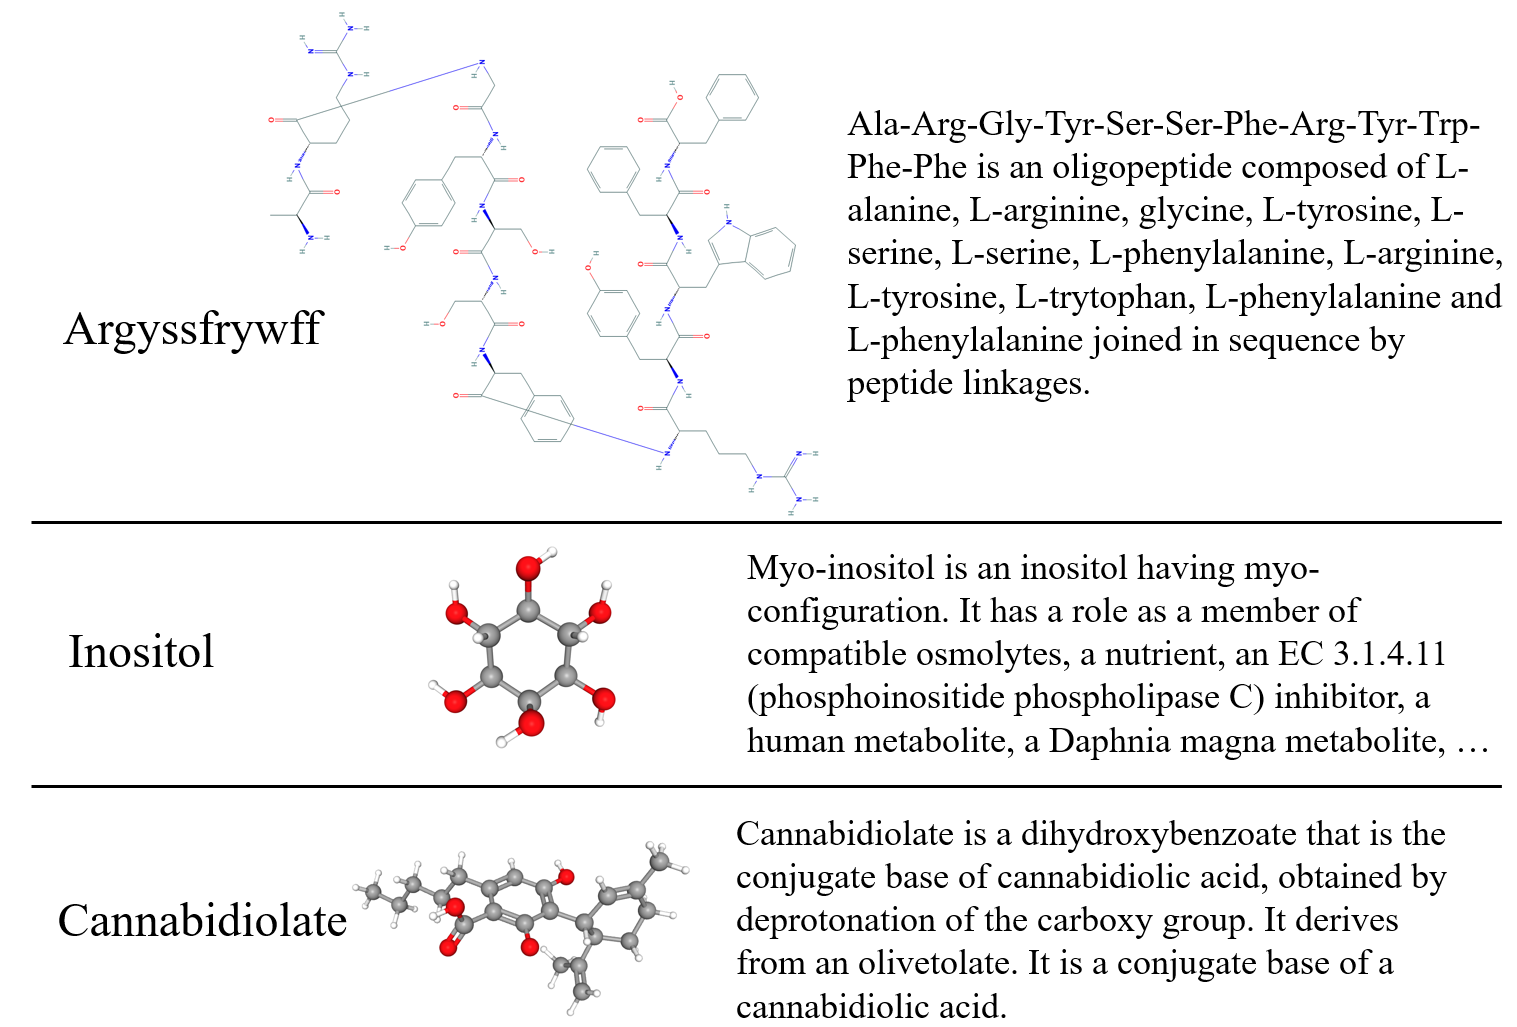 Argyssfrywff
Ala-Arg-Gly-Tyr-Ser-Ser-Phe-Arg-Tyr-Trp-
Phe-Phe is an oligopeptide composed of L-
alanine, L-arginine, glycine, L-tyrosine, L-
serine, L-serine, L-phenylalanine, L-arginine,
L-tyrosine, L-trytophan, L-phenylalanine and
L-phenylalanine joined in sequence by
peptide linkages.
Inositol
Myo-inositol is an inositol having myo-
configuration. It has a role as a member of
compatible osmolytes, a nutrient, an EC 3.1.4.11
(phosphoinositide phospholipase C) inhibitor, a
human metabolite, a Daphnia magna metabolite, …
Cannabidiolate
Cannabidiolate is a dihydroxybenzoate that is the
conjugate base of cannabidiolic acid, obtained by
deprotonation of the carboxy group. It derives
from an olivetolate. It is a conjugate base of a
cannabidiolic acid.